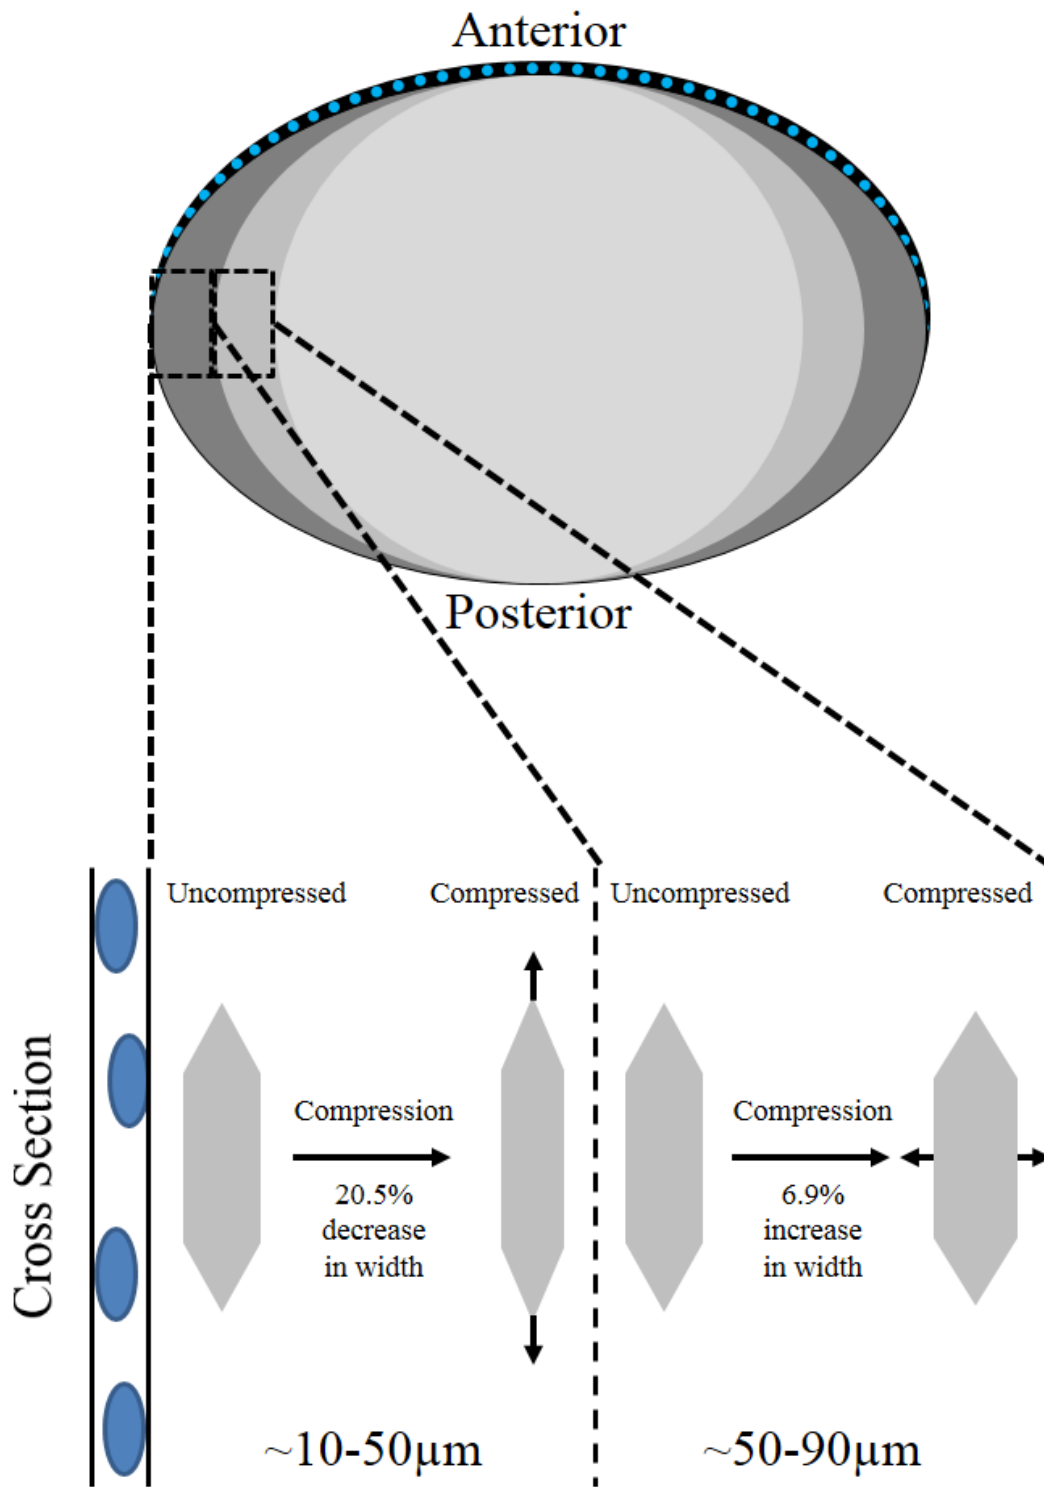 Anterior
Posterior
Uncompressed
Compressed
Uncompressed
Compressed
Cross Section
Compression
20.5%
decrease
in width
Compression
6.9%
increase
in width
~10-50µm
~50-90µm